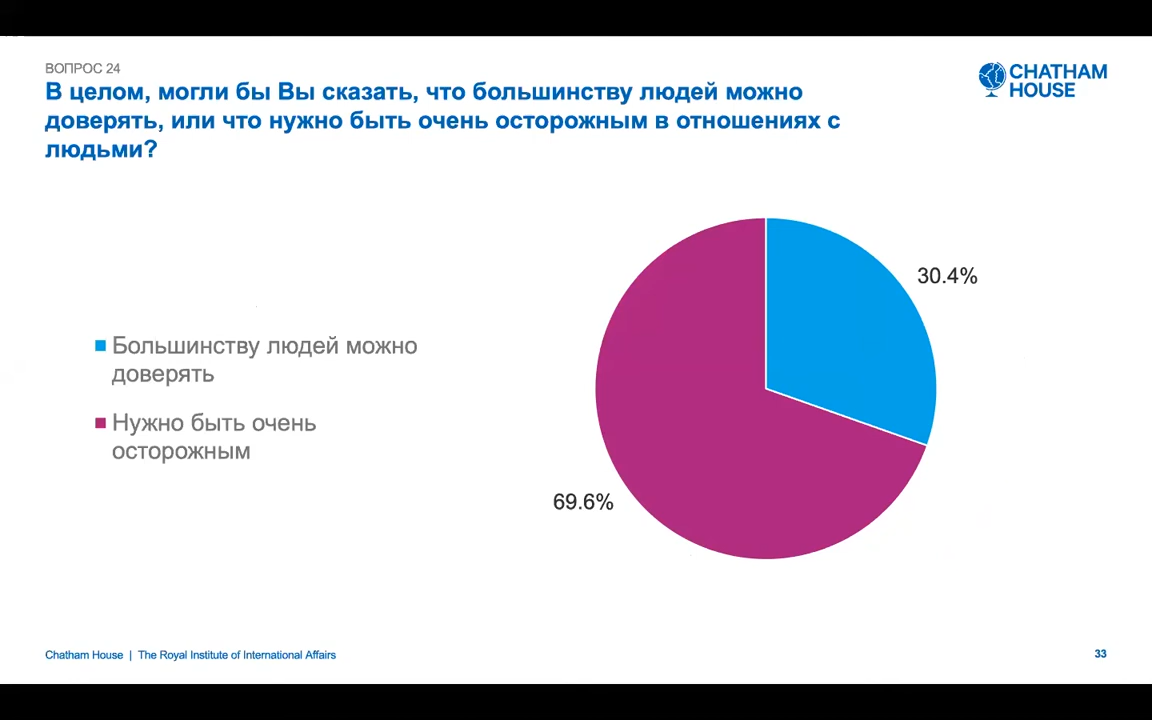 ВОПРОС 24
В целом, могли бы Вы сказать, что большинству людей можно
доверять, или что нужно быть очень осторожным в отношениях с
людьми?
CHATHAM
HOUSE
30.4%
Большинству людей можно
доверять
Нужно быть очень
осторожным
69.6%
Chatham House | The Royal Institute of International Affairs
33